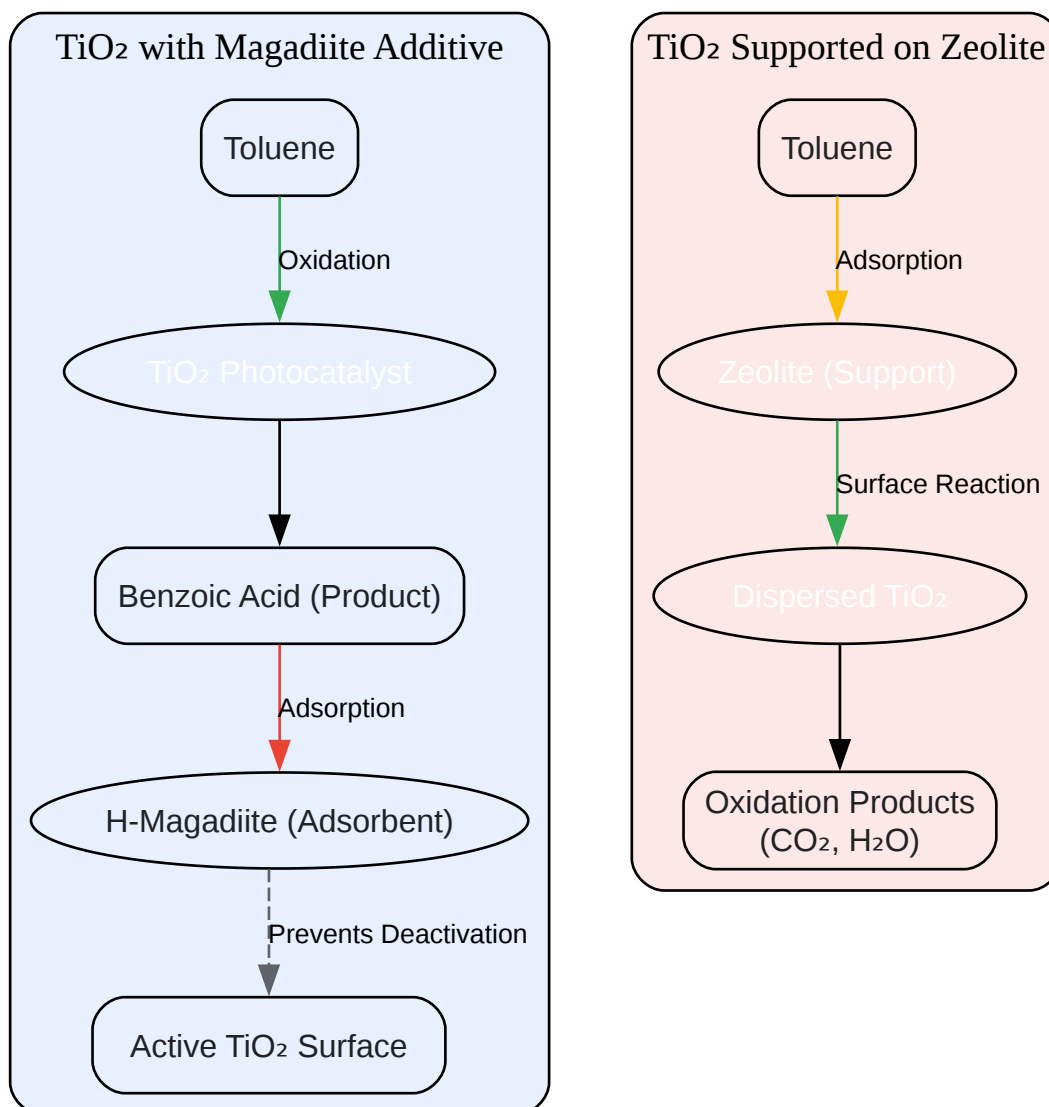 TiO₂ with Magadiite Additive
Toluene
Oxidation
TiO₂ Photocatalyst
Benzoic Acid (Product)
Adsorption
H-Magadiite (Adsorbent)
Prevents Deactivation
Active TiO₂ Surface
TiO₂ Supported on Zeolite
Toluene
Adsorption
Zeolite (Support)
Surface Reaction
Dispersed TiO₂
Oxidation Products
(CO₂, H₂O)